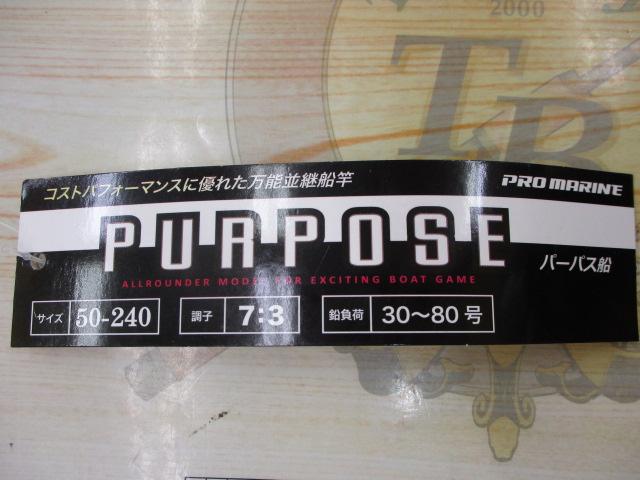 2000
TB
コストパフォーマンスに優れた万能並継船竿
PRO MARINE
PURPOSE
パーパス船
ALLROUNDER MODEL FOR EXCITING BOAT GAME
サイズ 50-240 調子 7:3 鉛負荷 30〜80号